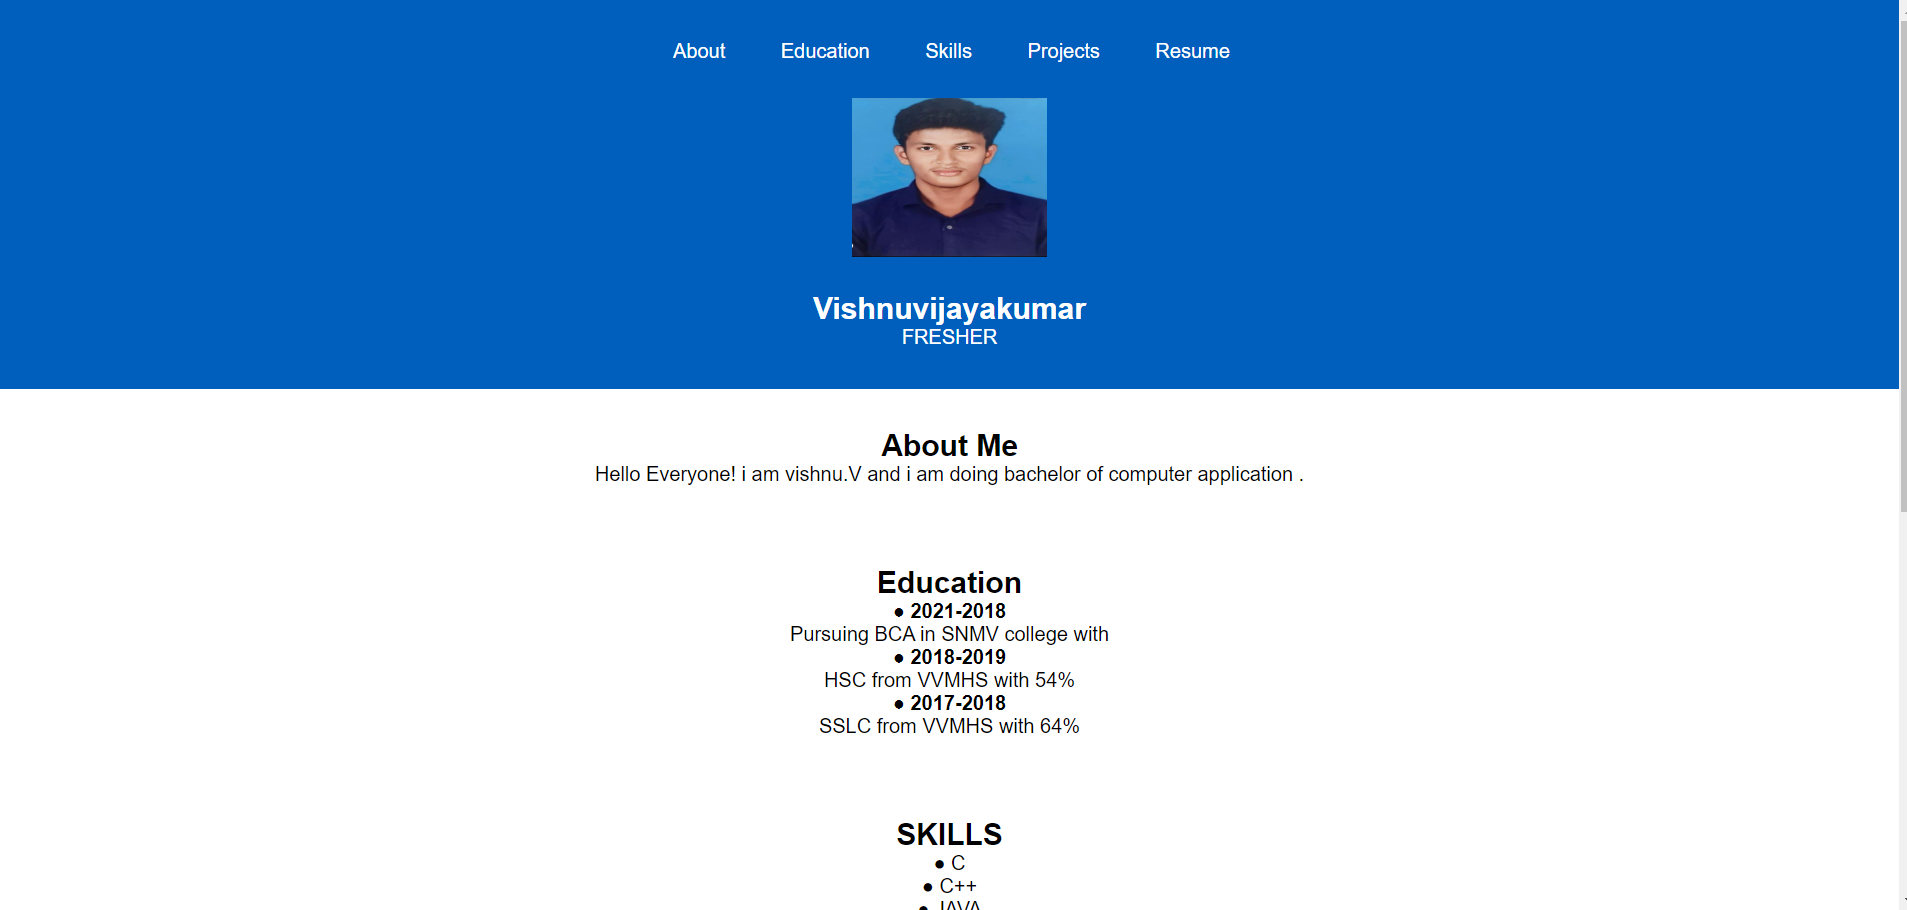 About Education Skills Projects Resume
Vishnuvijayakumar
FRESHER
About Me
Hello Everyone! i am vishnu.V and i am doing bachelor of computer application .
Education
● 2021-2018
Pursuing BCA in SNMV college with
● 2018-2019
HSC from VVMHS with 54%
● 2017-2018
SSLC from VVMHS with 64%
SKILLS
● C
● C++
● JAVA